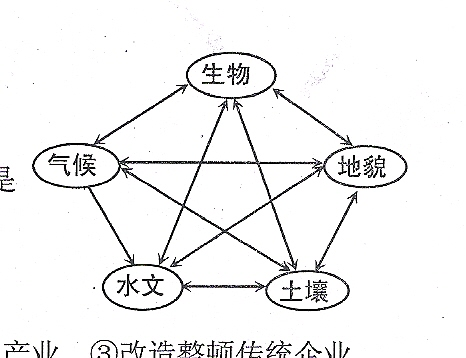 生物
气候
地貌
是
水文
土壤
产业 ③改造整顿传统企业